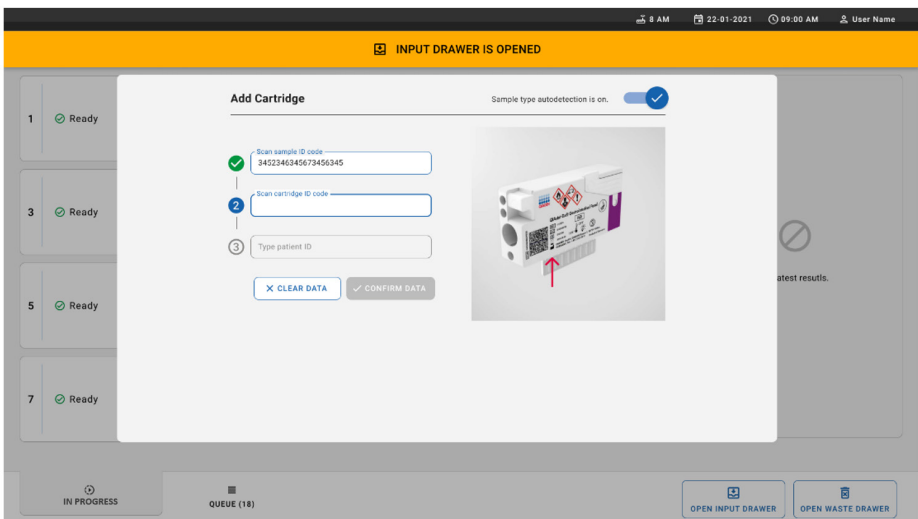 8 AM
22-01-2021
09:00 AM
User Name
INPUT DRAWER IS OPENED
Add Cartridge
Sample type autodetection is on.
1 Ready
3 Ready
5 Ready
7 Ready
Scan sample ID code
3452346345673456345
2
Scan cartridge ID code
3
Type patient ID
CLEAR DATA
CONFIRM DATA
atest resutls.
IN PROGRESS
QUEUE (18)
OPEN INPUT DRAWER
OPEN WASTE DRAWER